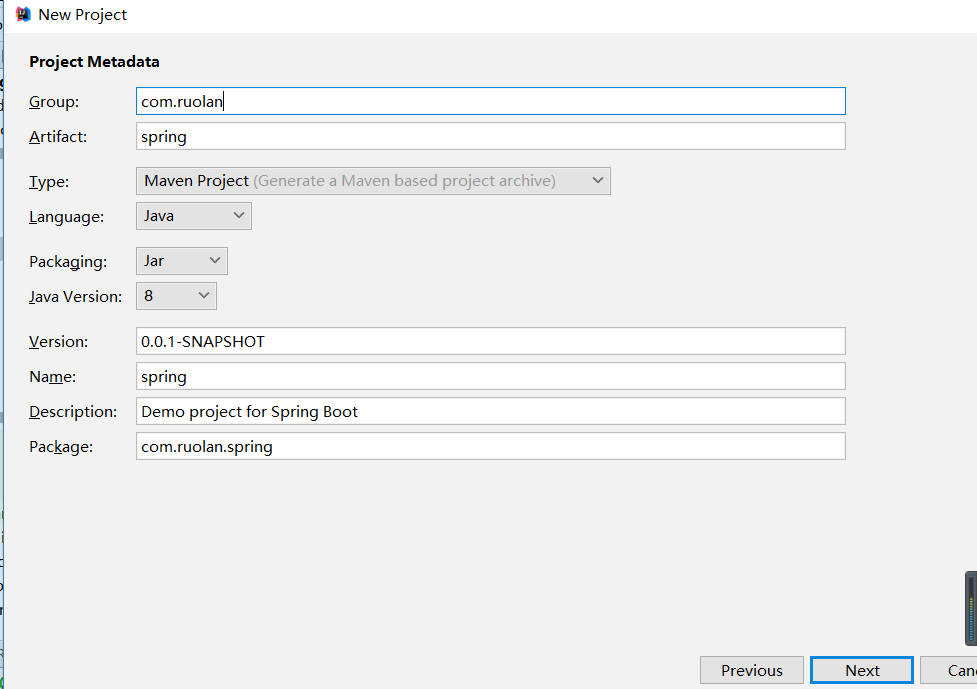 New Project
Project Metadata
Group: com.ruolan
Artifact: spring
Type: Maven Project (Generate a Maven based project archive)
Language: Java
Packaging: Jar
Java Version: 8
Version: 0.0.1-SNAPSHOT
Name: spring
Description: Demo project for Spring Boot
Package: com.ruolan.spring
Previous Next Can